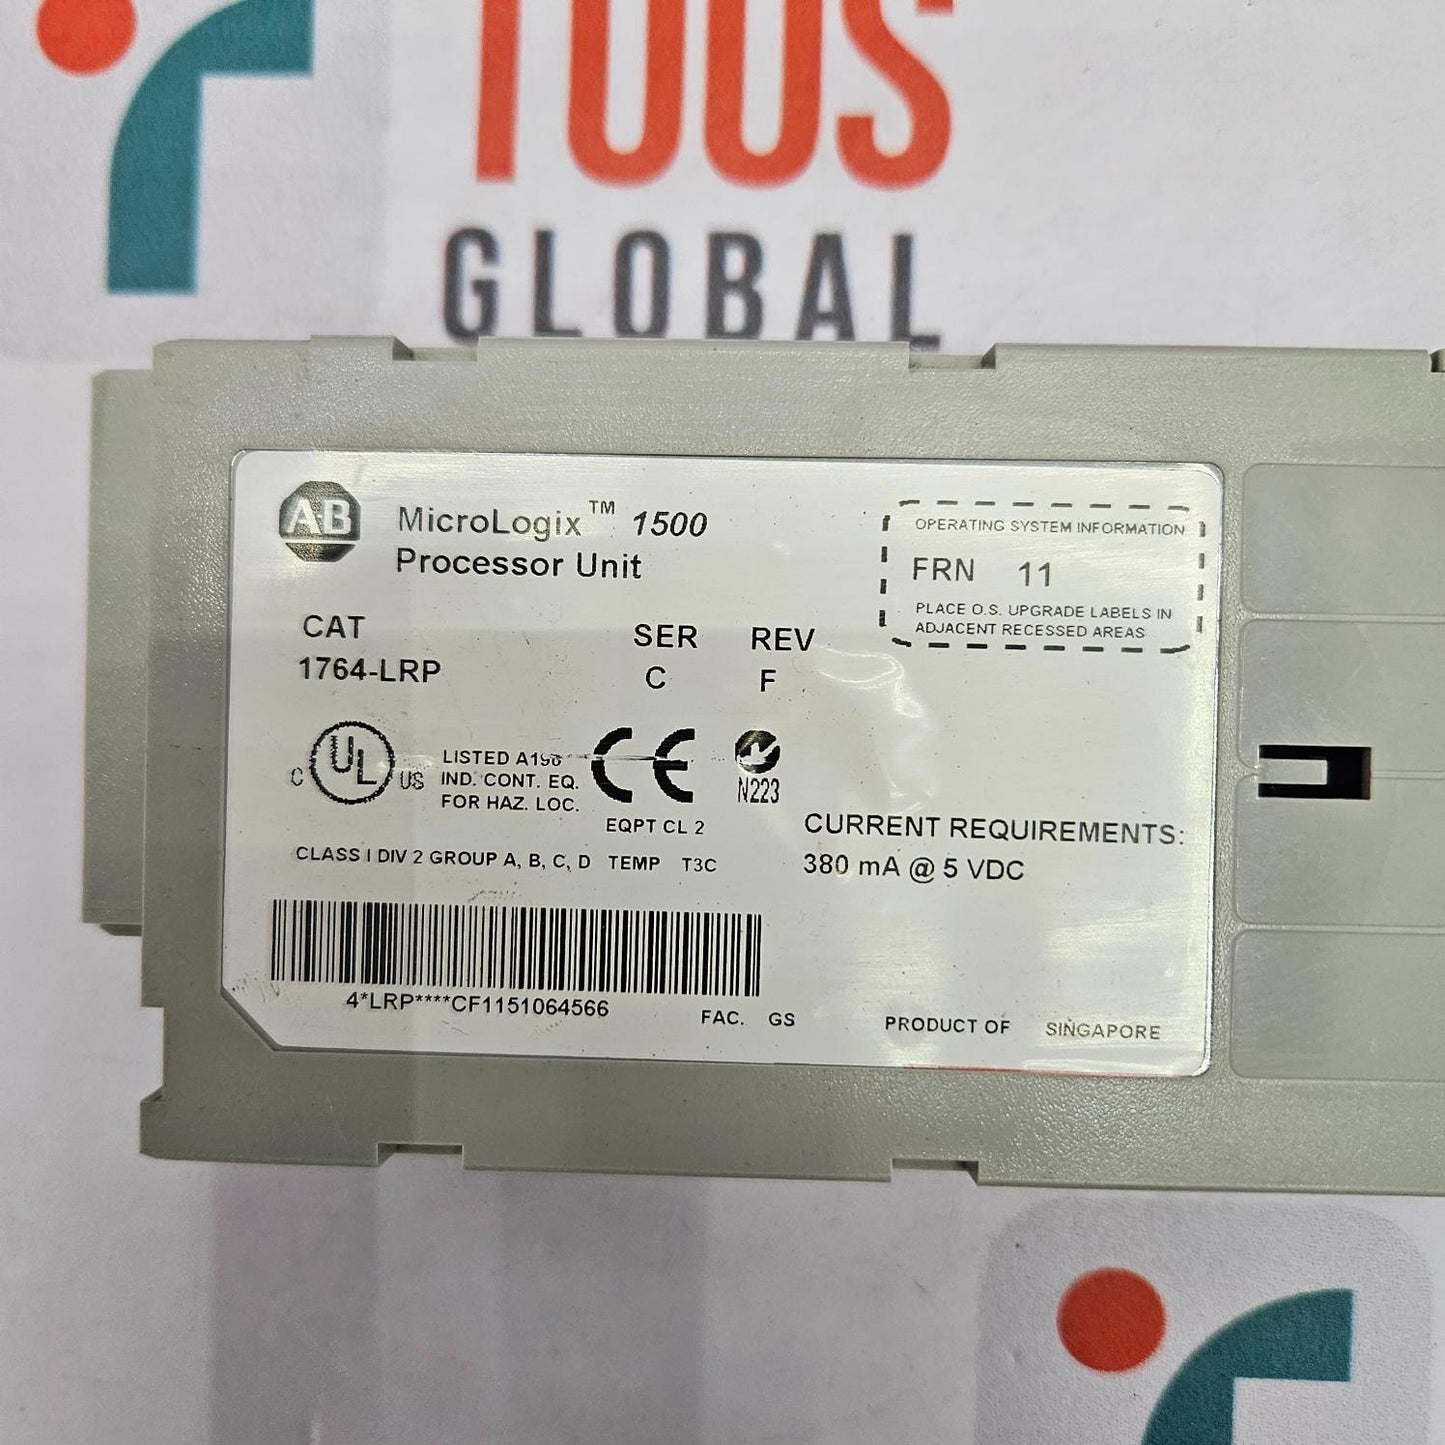 TOOS
GLOBAL
AB
MicroLogix™ 1500
Processor Unit
OPERATING SYSTEM INFORMATION
FRN 11
PLACE O.S. UPGRADE LABELS IN
ADJACENT RECESSED AREAS
CAT SER REV
1764-LRP C F
C UL US
LISTED A196
IND. CONT. EQ.
FOR HAZ. LOC.
CE
N223
EQPT CL 2
CLASS I DIV 2 GROUP A, B, C, D TEMP T3C
CURRENT REQUIREMENTS:
380 mA @ 5 VDC
4*LRP****CF1151064566
FAC. GS
PRODUCT OF SINGAPORE